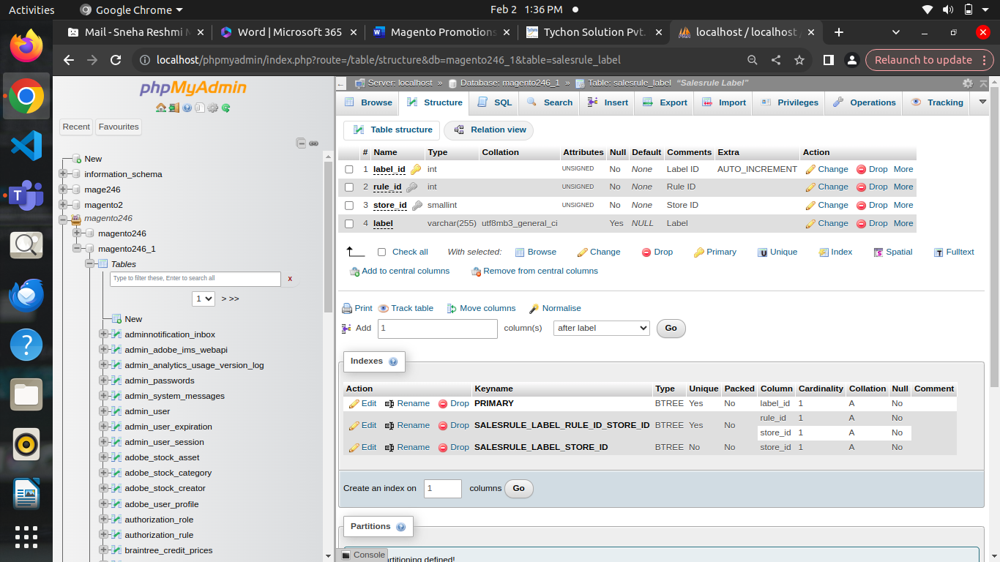 Activities Google Chrome Feb 2 1:36 PM
Mail - Sneha Reshmi M Word | Microsoft 365 Magento Promotions Tychon Solution Pvt. localhost / localhost /
localhost/phpmyadmin/index.php?route=/table/structure&db=magento246_1&table=salesrule_label Relaunch to update
phpMyAdmin
Recent Favourites
New
information_schema
mage246
magento2
magento246
magento246
magento246_1
Tables
Type to filter these, Enter to search all x
1 > >>
New
adminnotification_inbox
admin_adobe_ims_webapi
admin_analytics_usage_version_log
admin_passwords
admin_system_messages
admin_user
admin_user_expiration
admin_user_session
adobe_stock_asset
adobe_stock_category
adobe_stock_creator
adobe_user_profile
authorization_role
authorization_rule
braintree_credit_prices
Server: localhost » Database: magento246_1 » Table: salesrule_label "Salesrule Label"
Browse Structure SQL Search Insert Export Import Privileges Operations Tracking
Table structure Relation view
# Name Type Collation Attributes Null Default Comments Extra Action
1 label_id int UNSIGNED No None Label ID AUTO_INCREMENT Change Drop More
2 rule_id int UNSIGNED No None Rule ID Change Drop More
3 store_id smallint UNSIGNED No None Store ID Change Drop More
4 label varchar(255) utf8mb3_general_ci Yes NULL Label Change Drop More
Check all With selected: Browse Change Drop Primary Unique Index Spatial Fulltext
Add to central columns Remove from central columns
Print Track table Move columns Normalise
Add 1 column(s) after label Go
Indexes
Action Keyname Type Unique Packed Column Cardinality Collation Null Comment
Edit Rename Drop PRIMARY BTREE Yes No label_id 1 A No
Edit Rename Drop SALESRULE_LABEL_RULE_ID_STORE_ID BTREE Yes No rule_id 1 A No
store_id 1 A No
Edit Rename Drop SALESRULE_LABEL_STORE_ID BTREE No No store_id 1 A No
Create an index on 1 columns Go
Partitions
Console